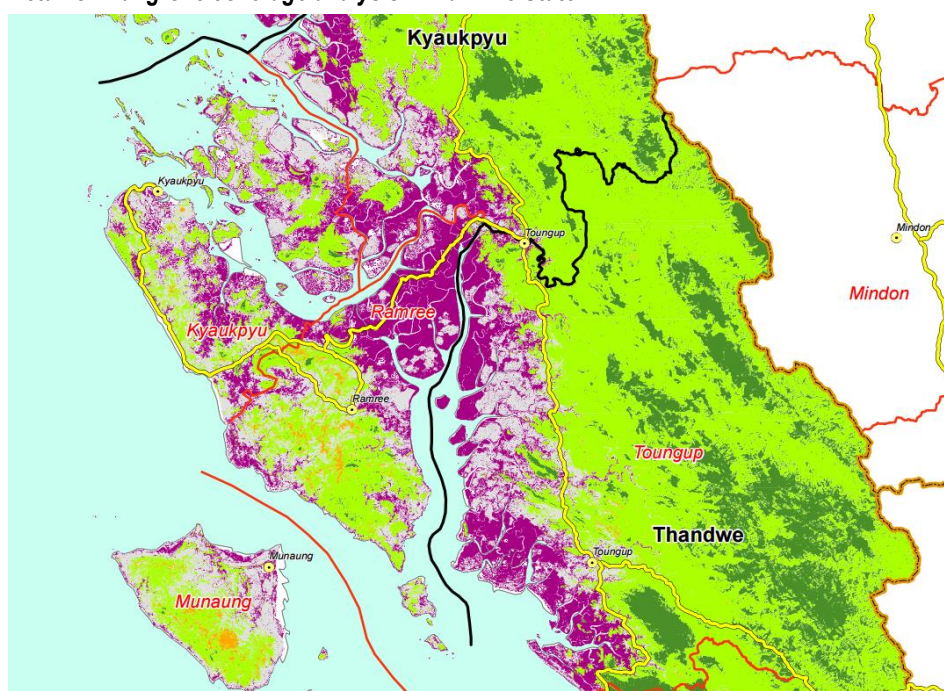 Kyaukpyu
Kyaukpyu
Toungup
Mindon
Mindon
Ramree
Kyaukpyu
Ramree
Toungup
Thandwe
Toungup
Munaung
Munaung